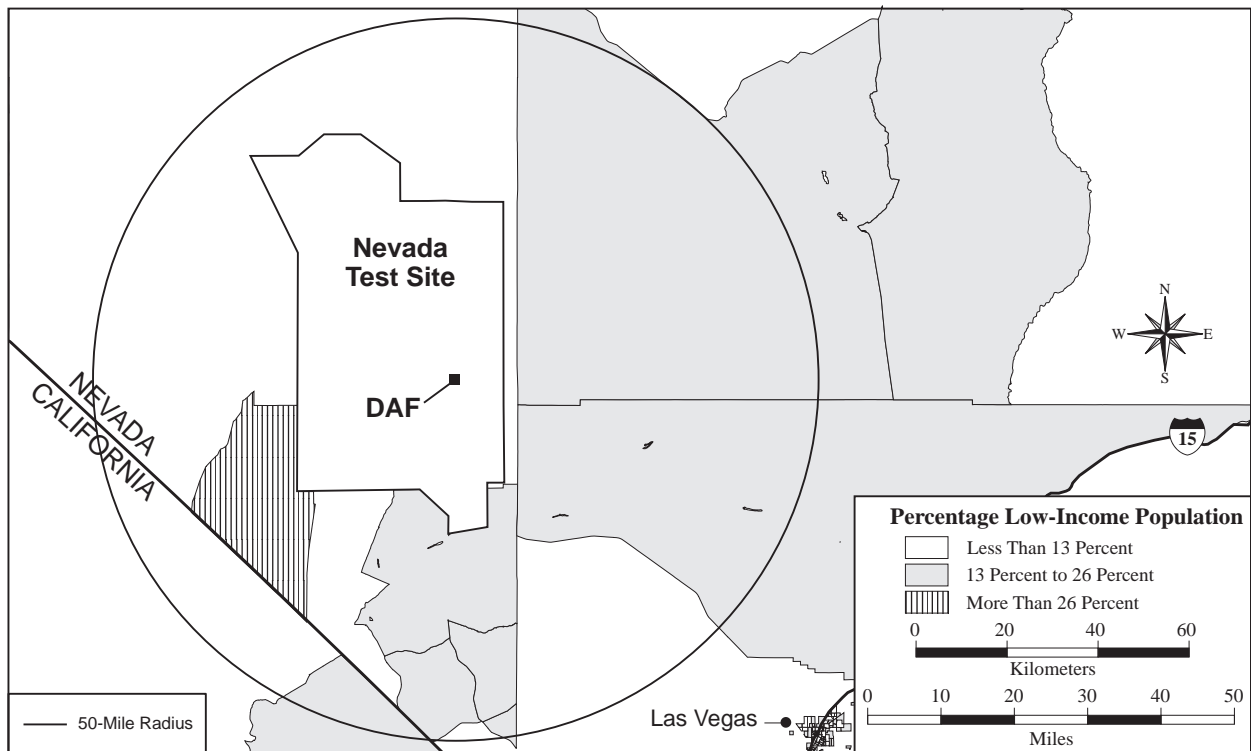 Nevada
Test Site
DAF
NEVADA
CALIFORNIA
N
W
E
S
15
Percentage Low-Income Population
Less Than 13 Percent
13 Percent to 26 Percent
More Than 26 Percent
0 20 40 60
Kilometers
0 10 20 30 40 50
Miles
Las Vegas
50-Mile Radius